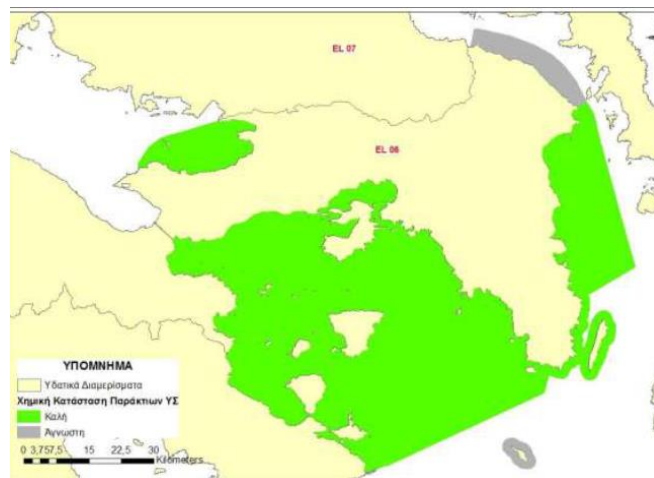 EL 07
EL 06
ΥΠΟΜΝΗΜΑ
Υδατικά Διαμερίσματα
Χημική Κατάσταση Παράκτιων ΥΣ
Καλή
Άγνωστη
0 3,757,5 15 22,5 30
Kilometers